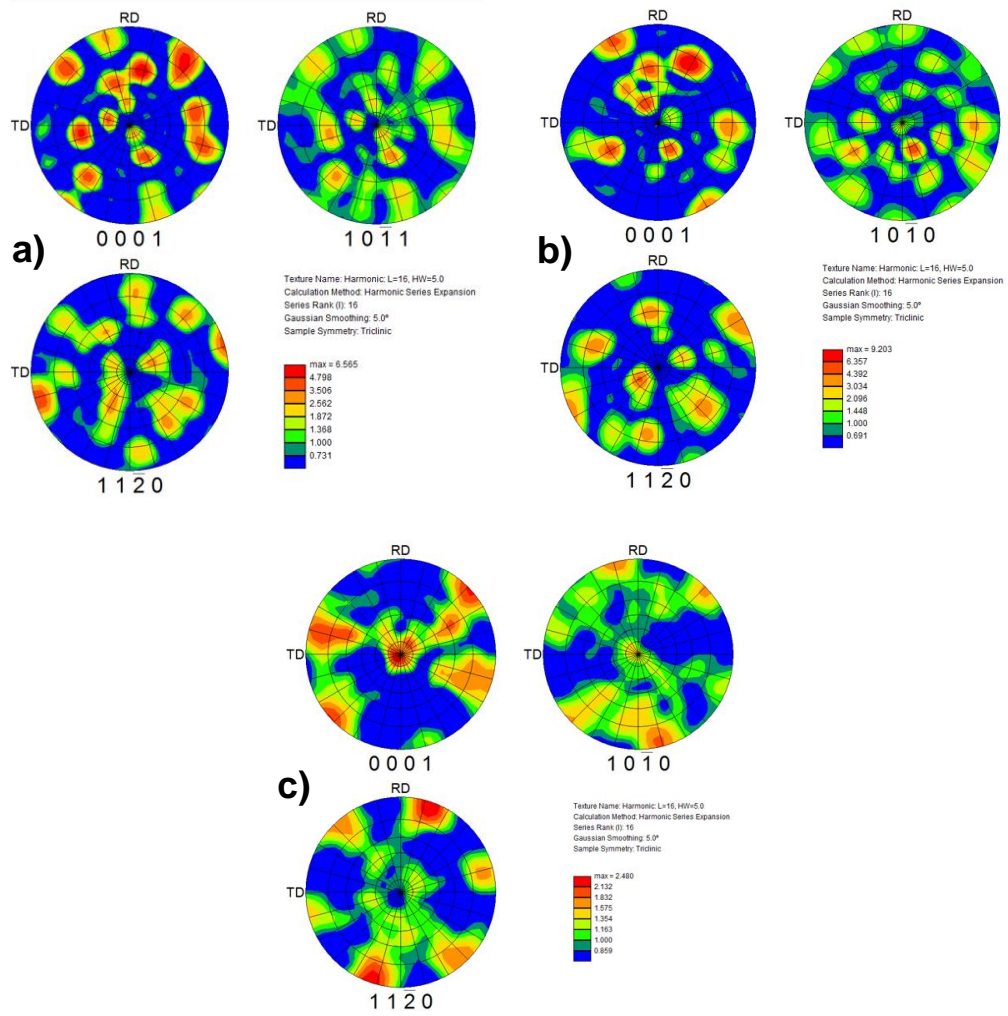 RD
TD
0 0 0 1
RD
1 0 1̅ 1
a)
RD
TD
1 1 2̅ 0
Texture Name: Harmonic: L=16, HW=5.0
Calculation Method: Harmonic Series Expansion
Series Rank (l): 16
Gaussian Smoothing: 5.0°
Sample Symmetry: Triclinic
max = 6.565
4.798
3.506
2.562
1.872
1.368
1.000
0.731
RD
TD
0 0 0 1
RD
TD
1 0 1̅ 0
b)
RD
TD
1 1 2̅ 0
Texture Name: Harmonic: L=16, HW=5.0
Calculation Method: Harmonic Series Expansion
Series Rank (l): 16
Gaussian Smoothing: 5.0°
Sample Symmetry: Triclinic
max = 9.203
6.357
4.392
3.034
2.096
1.448
1.000
0.691
RD
TD
0 0 0 1
RD
TD
1 0 1̅ 0
c)
RD
TD
1 1 2̅ 0
Texture Name: Harmonic: L=16, HW=5.0
Calculation Method: Harmonic Series Expansion
Series Rank (l): 16
Gaussian Smoothing: 5.0°
Sample Symmetry: Triclinic
max = 2.480
2.132
1.832
1.575
1.354
1.163
1.000
0.859